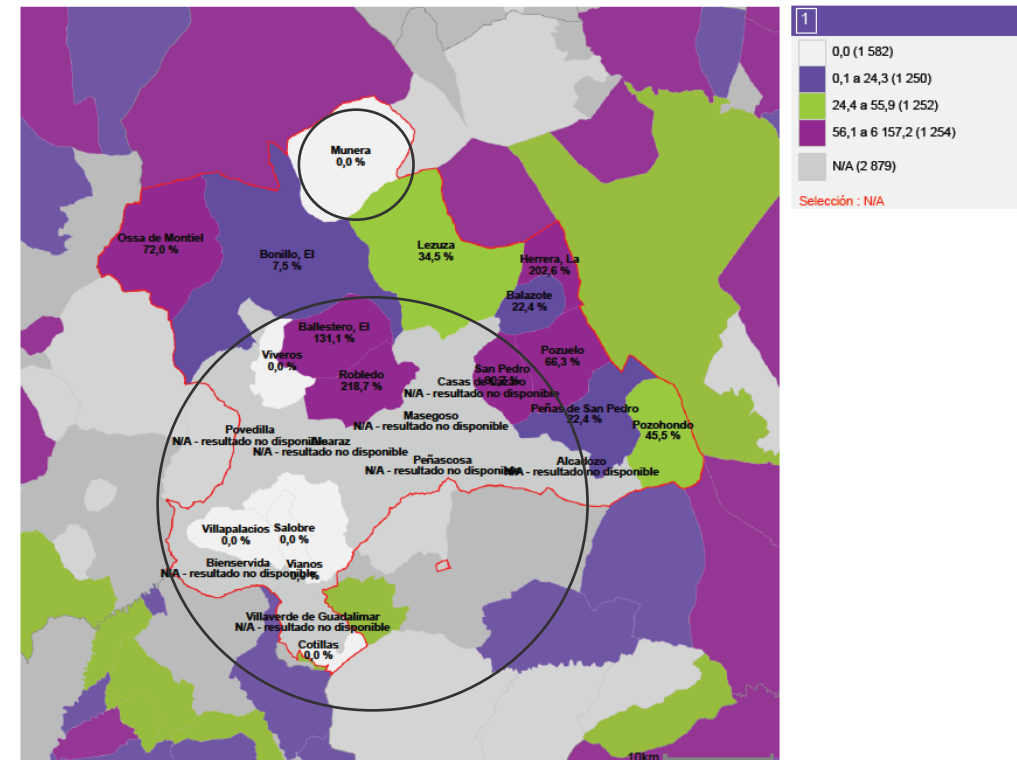 1
0,0 (1 582)
0,1 a 24,3 (1 250)
24,4 a 55,9 (1 252)
56,1 a 6 157,2 (1 254)
N/A (2 879)
Selección : N/A
Munera
0,0 %
Ossa de Montiel
72,0 %
Bonillo, El
7,5 %
Lezuza
34,5 %
Herrera, La
202,6 %
Balazote
22,4 %
Ballestero, El
131,1 %
Viveros
0,0 %
Robledo
218,7 %
Pozuelo
66,3 %
San Pedro
Casas de Lázaro
N/A - resultado no disponible
Masegoso
N/A - resultado no disponible
Peñas de San Pedro
22,4 %
Pozohondo
45,5 %
Povedilla
N/A - resultado no disponible
Alcaraz
N/A - resultado no disponible
Peñascosa
N/A - resultado no disponible
Alcadozo
N/A - resultado no disponible
Villapalacios
0,0 %
Salobre
0,0 %
Bienservida
N/A - resultado no disponible
Vianos
0,0 %
Villaverde de Guadalimar
N/A - resultado no disponible
Cotillas
0,0 %
10km